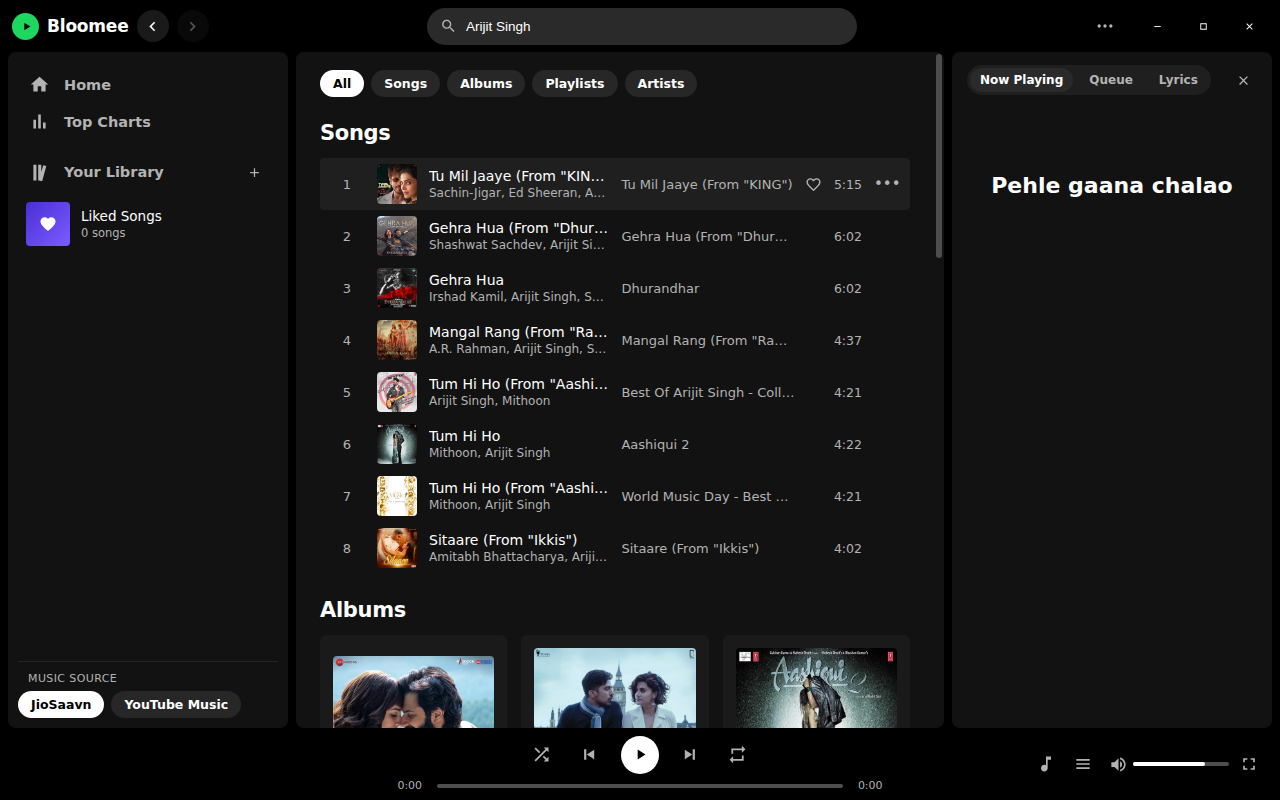 Bloomee
Arijit Singh
Home
Top Charts
Your Library
Liked Songs
0 songs
MUSIC SOURCE
JioSaavn
YouTube Music
All
Songs
Albums
Playlists
Artists
Songs
1
Tu Mil Jaaye (From "KIN…
Sachin-Jigar, Ed Sheeran, A…
Tu Mil Jaaye (From "KING")
5:15
2
Gehra Hua (From "Dhur…
Shashwat Sachdev, Arijit Si…
Gehra Hua (From "Dhur…
6:02
3
Gehra Hua
Irshad Kamil, Arijit Singh, S…
Dhurandhar
6:02
4
Mangal Rang (From "Ra…
A.R. Rahman, Arijit Singh, S…
Mangal Rang (From "Ra…
4:37
5
Tum Hi Ho (From "Aashi…
Arijit Singh, Mithoon
Best Of Arijit Singh - Coll…
4:21
6
Tum Hi Ho
Mithoon, Arijit Singh
Aashiqui 2
4:22
7
Tum Hi Ho (From "Aashi…
Mithoon, Arijit Singh
World Music Day - Best …
4:21
8
Sitaare (From "Ikkis")
Amitabh Bhattacharya, Ariji…
Sitaare (From "Ikkis")
4:02
Albums
Aashiqui 2
Now Playing
Queue
Lyrics
Pehle gaana chalao
0:00
0:00